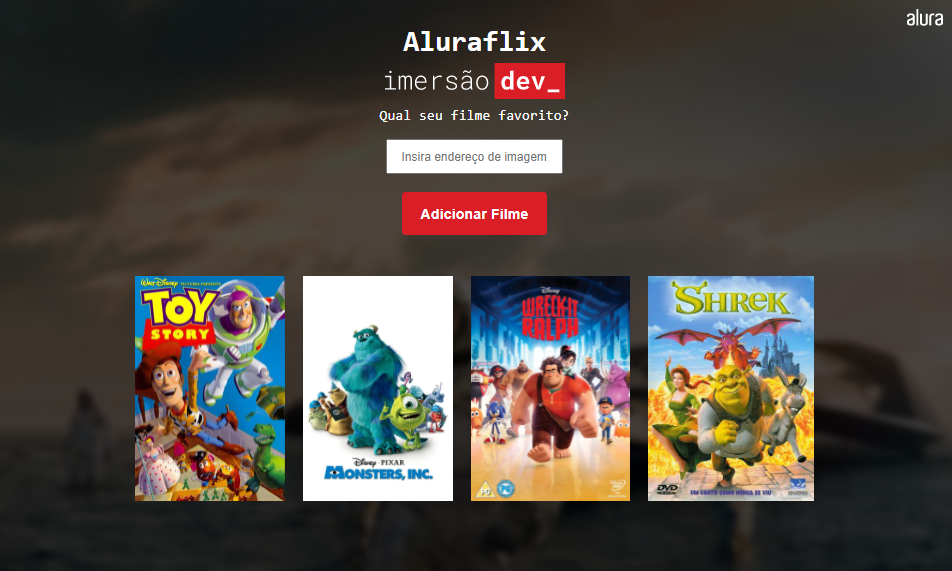 alura
Aluraflix
imersão dev_
Qual seu filme favorito?
Insira endereço de imagem
Adicionar Filme
WALT DISNEY PICTURES PRESENTS
TOY
STORY
Disney · PIXAR
MONSTERS, INC.
Disney
WRECK-IT
RALPH
PG
SHREK
DVD
UM CONTO COMO NUNCA SE VIU